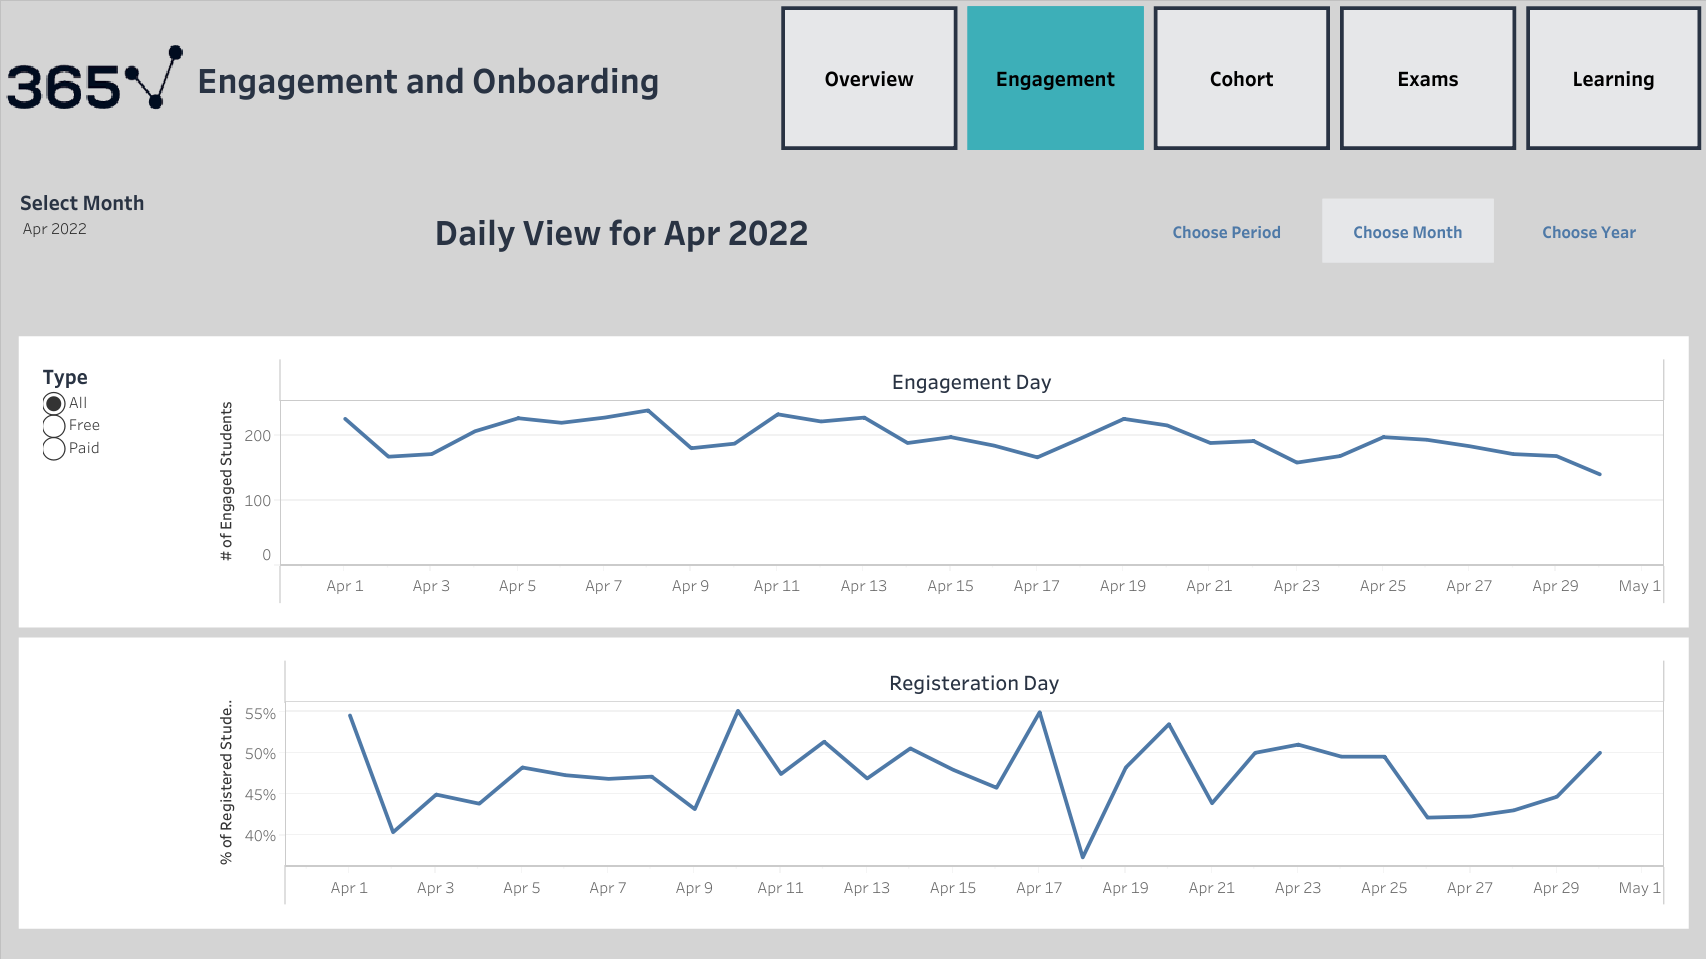 365
Engagement and Onboarding
Overview
Engagement
Cohort
Exams
Learning
Select Month
Apr 2022
Daily View for Apr 2022
Choose Period
Choose Month
Choose Year
Type
All
Free
Paid
Engagement Day
# of Engaged Students
200
100
0
Apr 1 Apr 3 Apr 5 Apr 7 Apr 9 Apr 11 Apr 13 Apr 15 Apr 17 Apr 19 Apr 21 Apr 23 Apr 25 Apr 27 Apr 29 May 1
Registeration Day
% of Registered Stude..
55%
50%
45%
40%
Apr 1 Apr 3 Apr 5 Apr 7 Apr 9 Apr 11 Apr 13 Apr 15 Apr 17 Apr 19 Apr 21 Apr 23 Apr 25 Apr 27 Apr 29 May 1